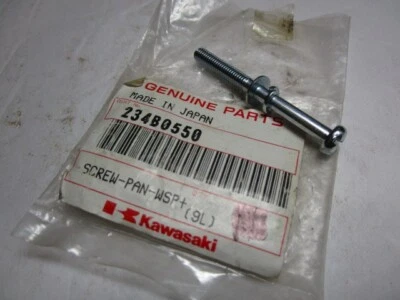 GENUINE PARTS
MADE IN JAPAN
234B0550
SCREW-PAN-WSP+
(9L)
Kawasaki